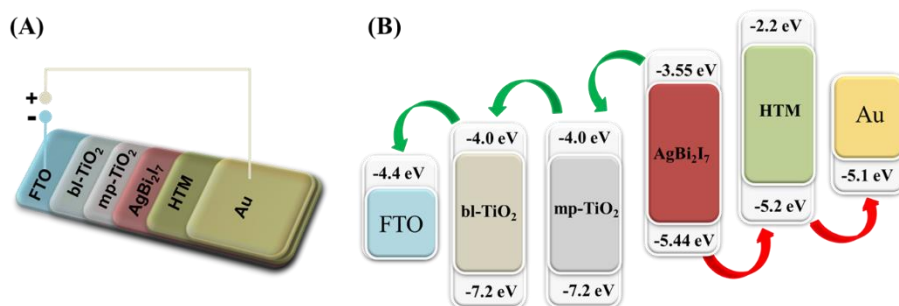 (A)
+
-
FTO
bl-TiO₂
mp-TiO₂
AgBi₂I₇
HTM
Au
(B)
-4.4 eV
FTO
-4.0 eV
bl-TiO₂
-7.2 eV
-4.0 eV
mp-TiO₂
-7.2 eV
-3.55 eV
AgBi₂I₇
-5.44 eV
-2.2 eV
HTM
-5.2 eV
Au
-5.1 eV